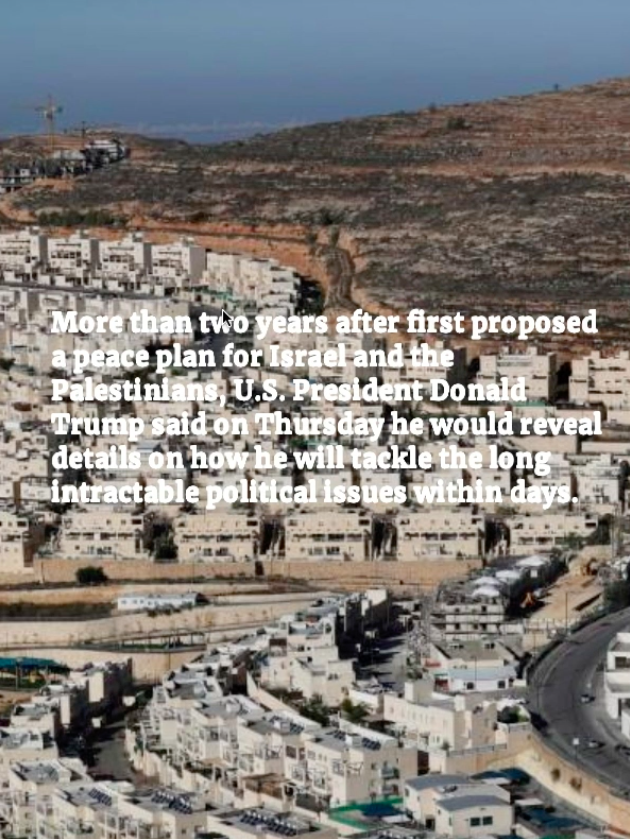 More than two years after first proposed
a peace plan for Israel and the
Palestinians, U.S. President Donald
Trump said on Thursday he would reveal
details on how he will tackle the long
intractable political issues within days.